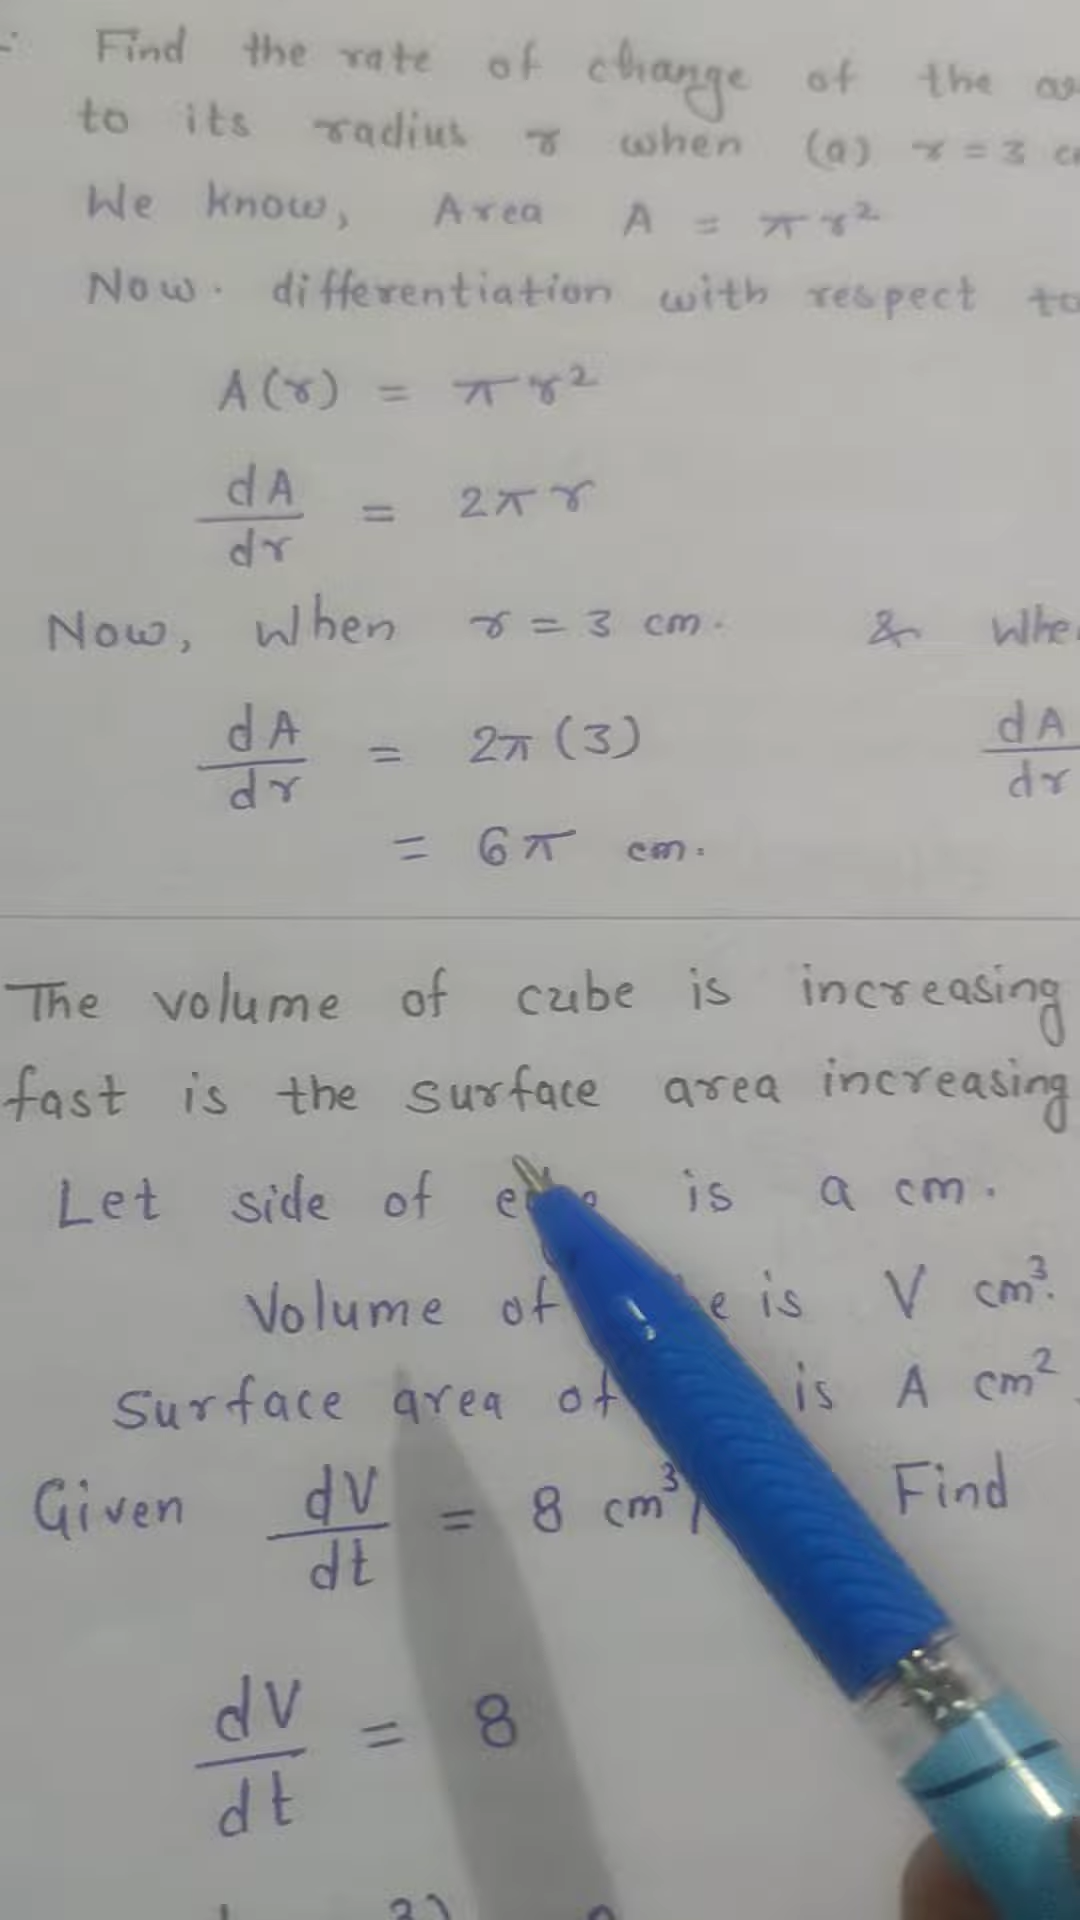 Find the rate of change of the
to its radius r when (a) r = 3
We know, Area A = πr²
Now. differentiation with respect to
A(r) = πr²
dA/dr = 2πr
Now, When r = 3 cm. & Whe
dA/dr = 2π(3) dA/dr
= 6π cm.
The volume of cube is increasing
fast is the surface area increasing
Let side of is a cm.
Volume of is V cm³.
Surface area of is A cm².
Given dV/dt = 8 cm³/ Find
dV/dt = 8